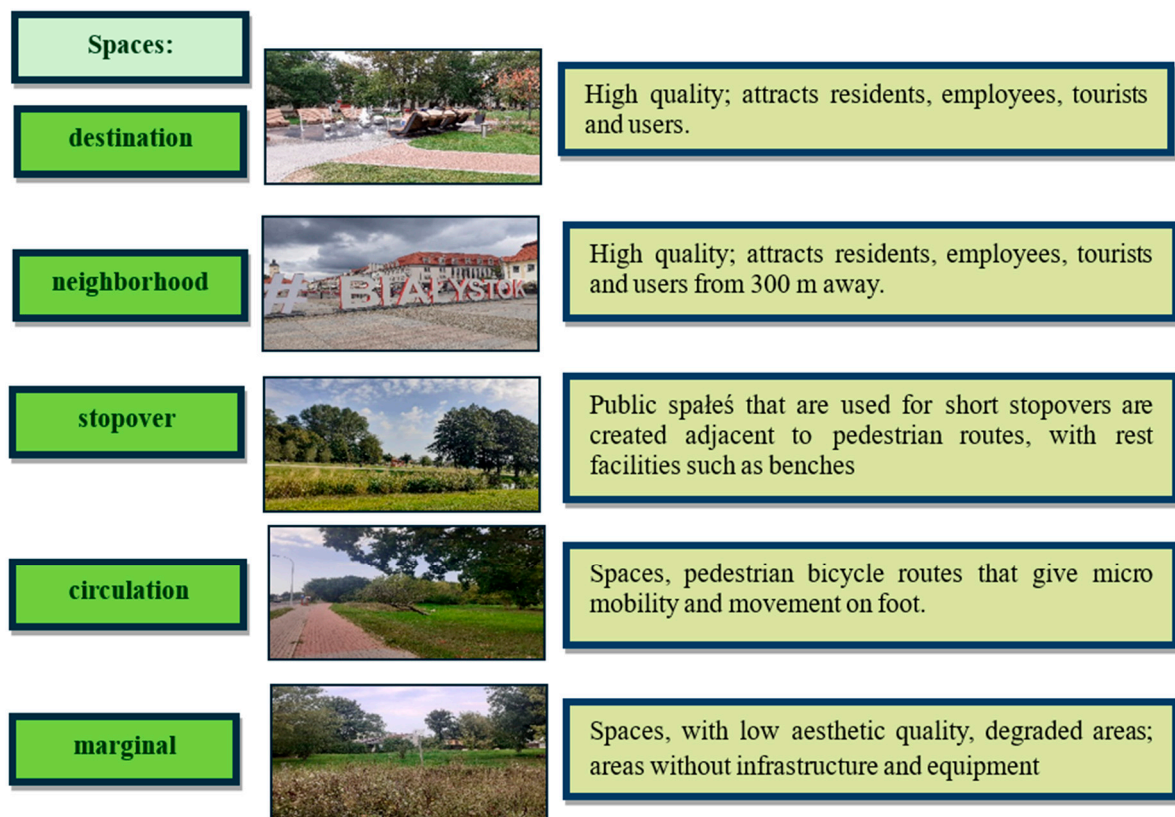 Spaces:
destination
High quality; attracts residents, employees, tourists
and users.
neighborhood
# BIAŁYSTOK
High quality; attracts residents, employees, tourists
and users from 300 m away.
stopover
Public spałeś that are used for short stopovers are
created adjacent to pedestrian routes, with rest
facilities such as benches
circulation
Spaces, pedestrian bicycle routes that give micro
mobility and movement on foot.
marginal
Spaces, with low aesthetic quality, degraded areas;
areas without infrastructure and equipment